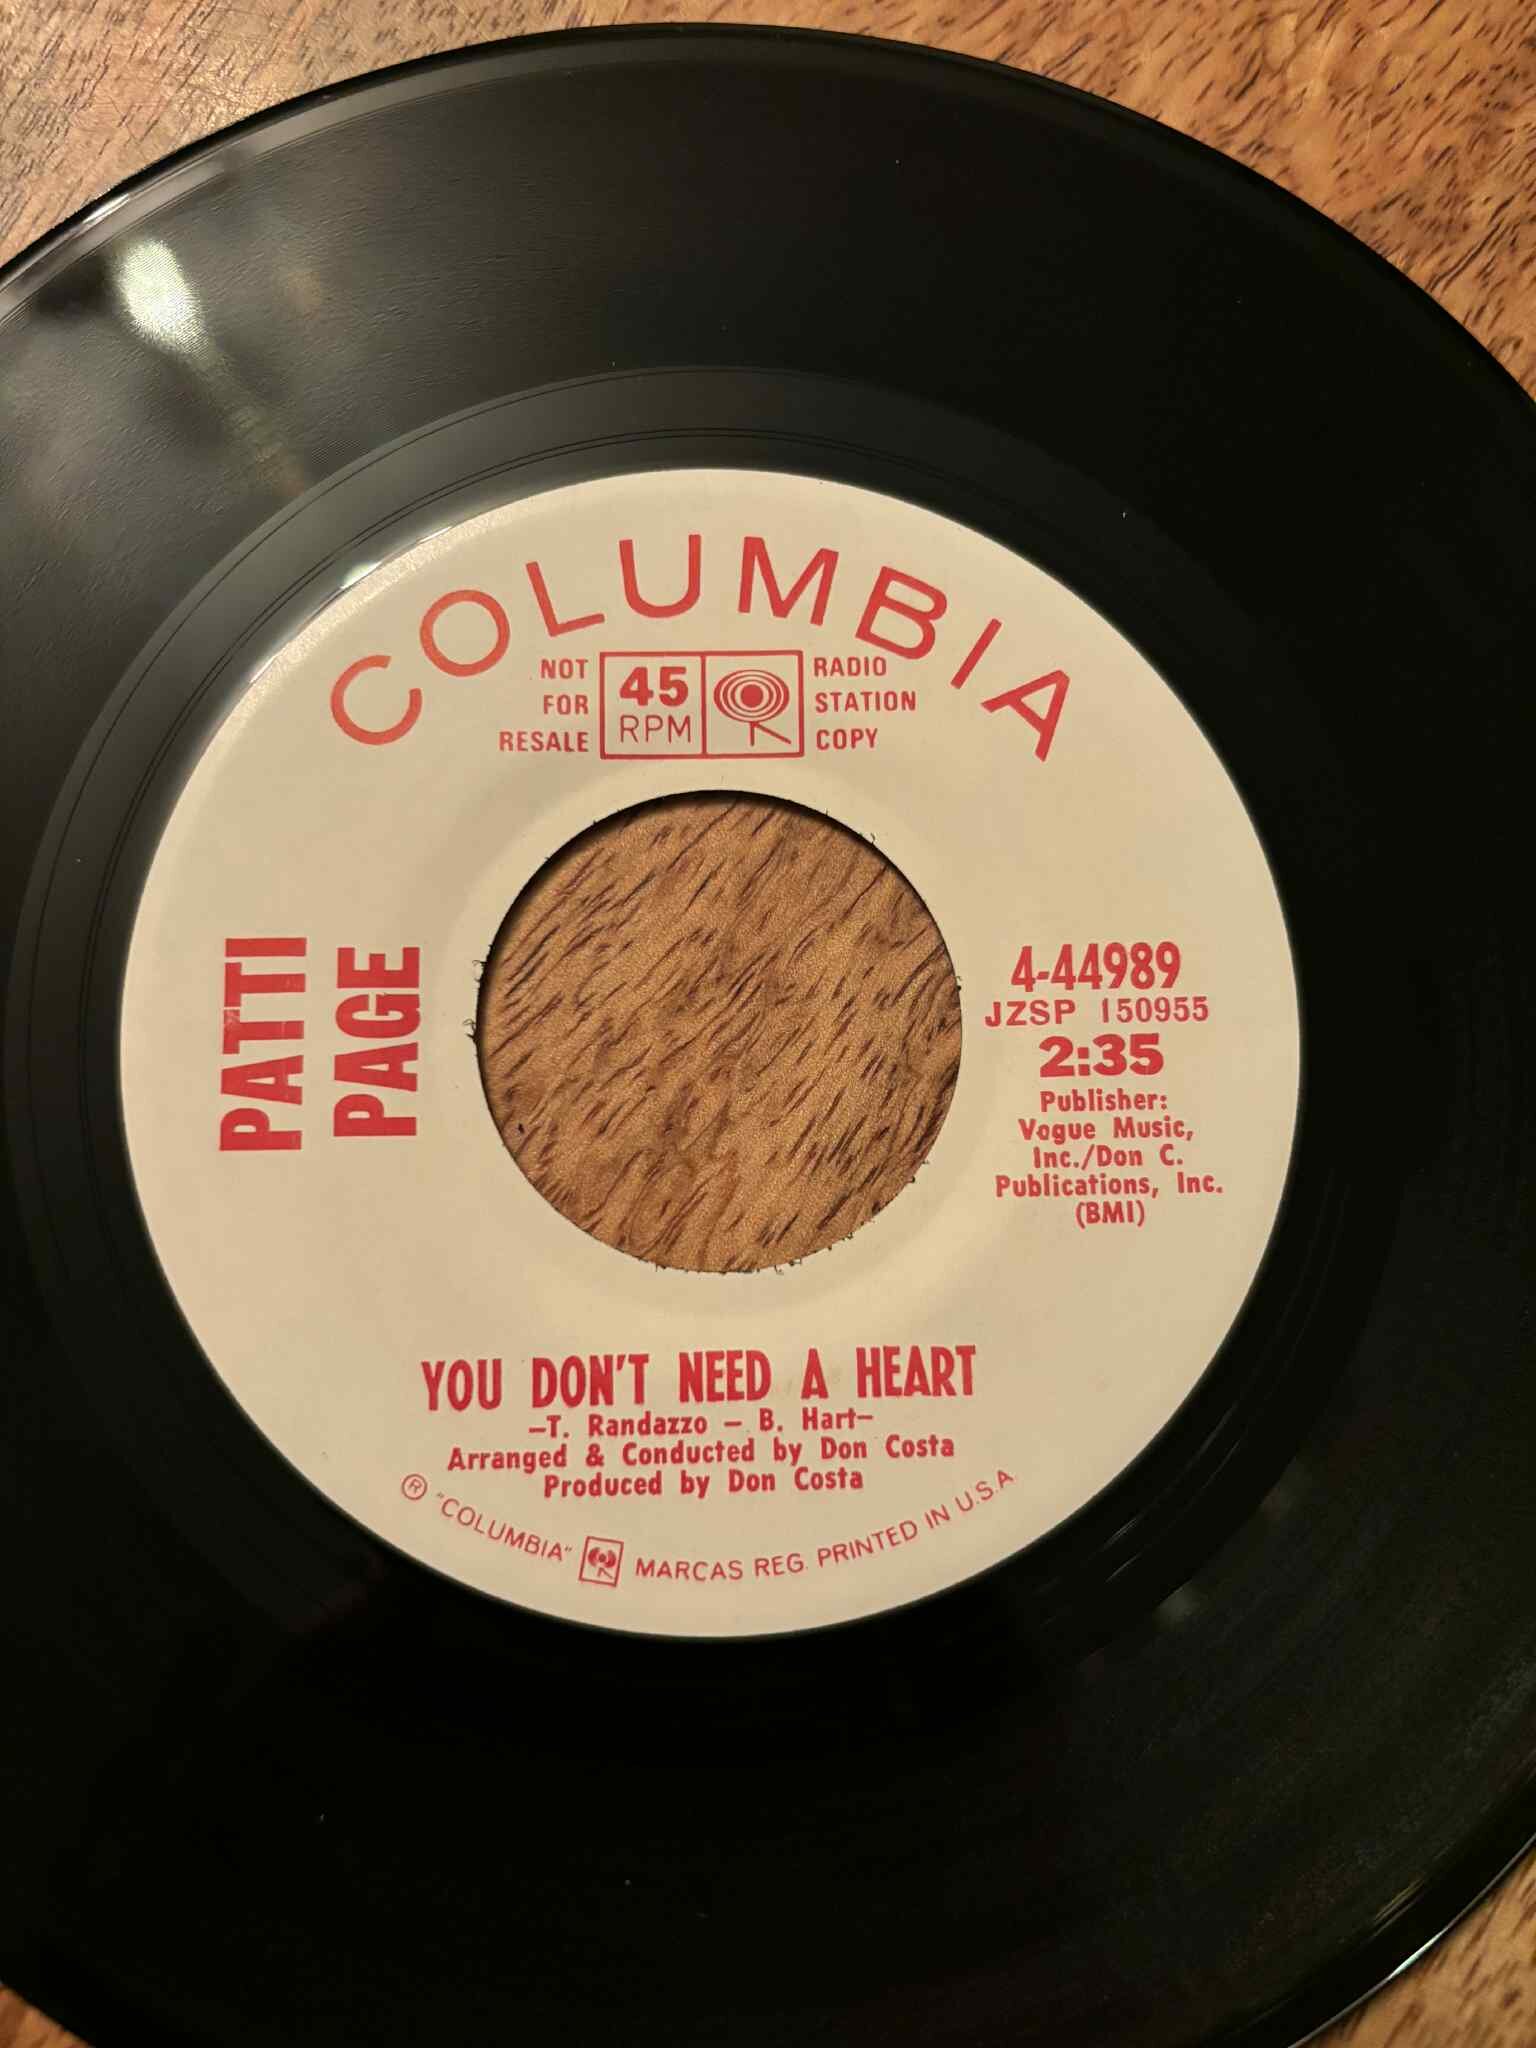 COLUMBIA
NOT
FOR
RESALE
45
RPM
RADIO
STATION
COPY
PATTI
PAGE
4-44989
JZSP 150955
2:35
Publisher:
Vogue Music,
Inc./Don C.
Publications, Inc.
(BMI)
YOU DON'T NEED A HEART
–T. Randazzo – B. Hart–
Arranged & Conducted by Don Costa
Produced by Don Costa
® "COLUMBIA" MARCAS REG. PRINTED IN U.S.A.